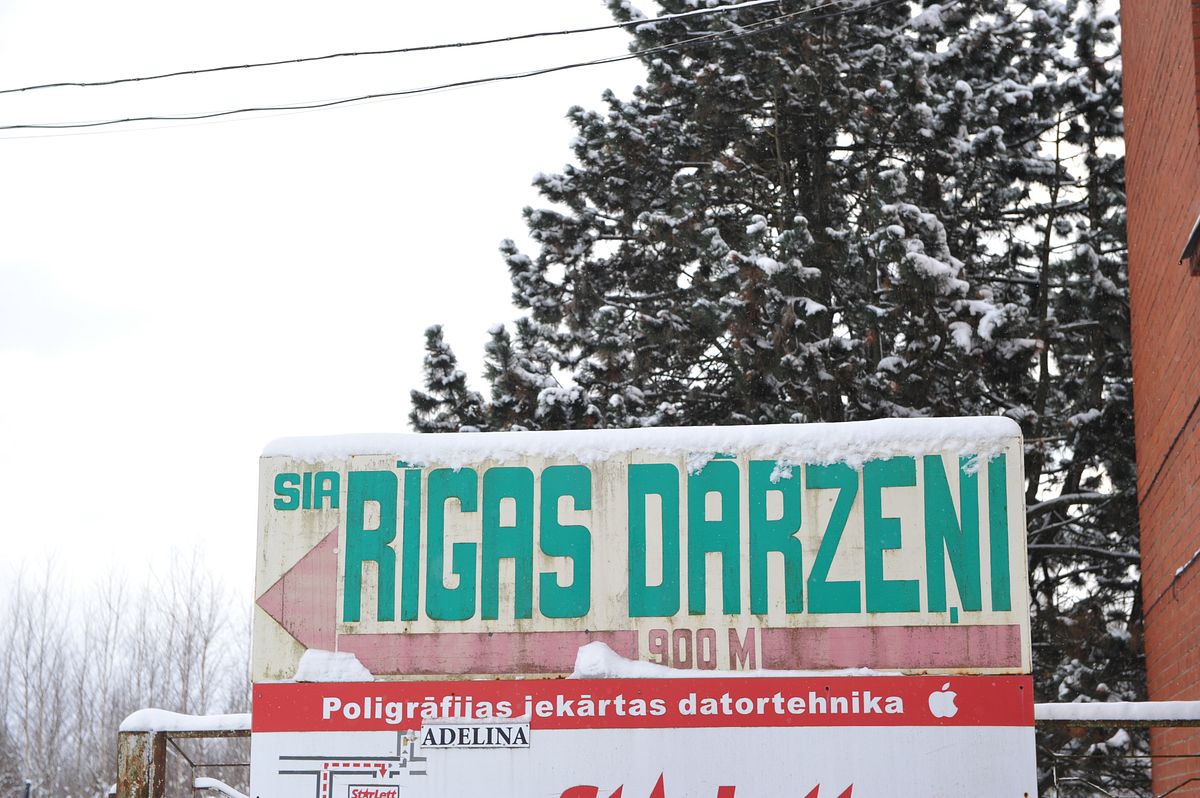 SIA RĪGAS DĀRZEŅI
900 M
Poligrāfijas iekārtas datortehnika
ADELINA
StarLett